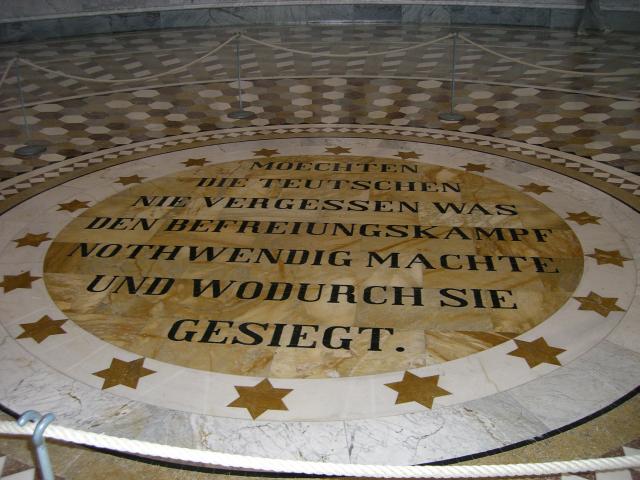 MOECHTEN
DIE TEUTSCHEN
NIE VERGESSEN WAS
DEN BEFREIUNGSKAMPF
NOTHWENDIG MACHTE
UND WODURCH SIE
GESIEGT.